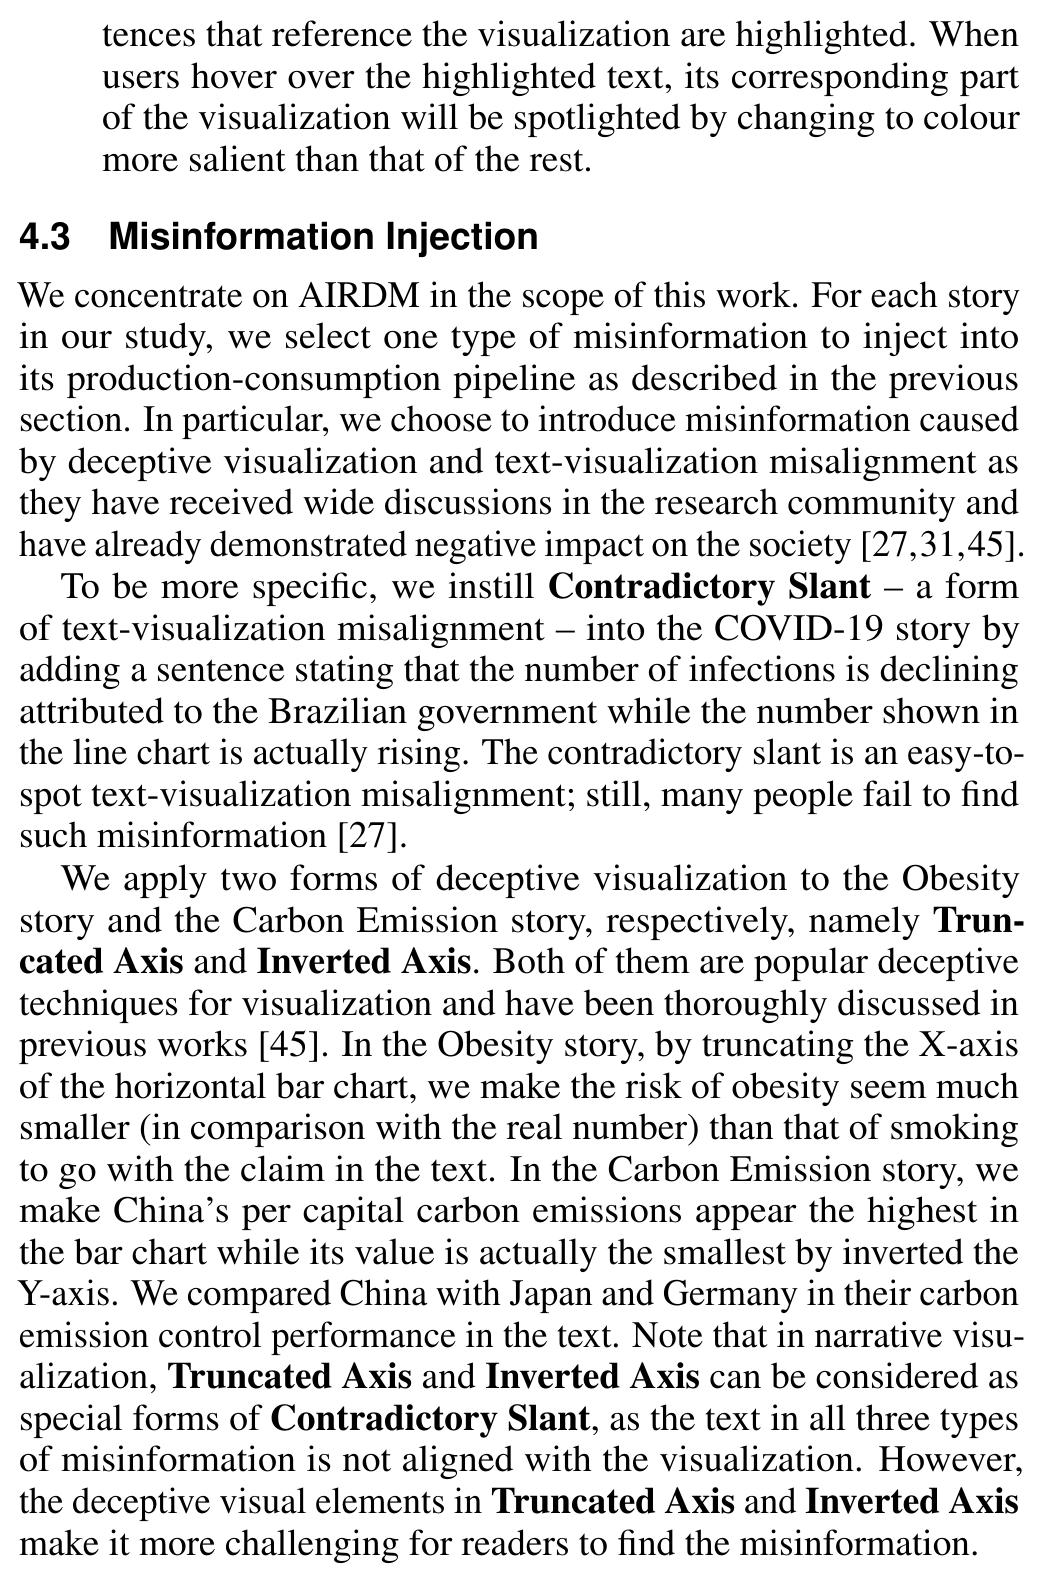 tences that reference the visualization are highlighted. When
users hover over the highlighted text, its corresponding part
of the visualization will be spotlighted by changing to colour
more salient than that of the rest.
4.3 Misinformation Injection
We concentrate on AIRDM in the scope of this work. For each story
in our study, we select one type of misinformation to inject into
its production-consumption pipeline as described in the previous
section. In particular, we choose to introduce misinformation caused
by deceptive visualization and text-visualization misalignment as
they have received wide discussions in the research community and
have already demonstrated negative impact on the society [27,31,45].
To be more specific, we instill Contradictory Slant – a form
of text-visualization misalignment – into the COVID-19 story by
adding a sentence stating that the number of infections is declining
attributed to the Brazilian government while the number shown in
the line chart is actually rising. The contradictory slant is an easy-to-
spot text-visualization misalignment; still, many people fail to find
such misinformation [27].
We apply two forms of deceptive visualization to the Obesity
story and the Carbon Emission story, respectively, namely Trun-
cated Axis and Inverted Axis. Both of them are popular deceptive
techniques for visualization and have been thoroughly discussed in
previous works [45]. In the Obesity story, by truncating the X-axis
of the horizontal bar chart, we make the risk of obesity seem much
smaller (in comparison with the real number) than that of smoking
to go with the claim in the text. In the Carbon Emission story, we
make China's per capital carbon emissions appear the highest in
the bar chart while its value is actually the smallest by inverted the
Y-axis. We compared China with Japan and Germany in their carbon
emission control performance in the text. Note that in narrative visu-
alization, Truncated Axis and Inverted Axis can be considered as
special forms of Contradictory Slant, as the text in all three types
of misinformation is not aligned with the visualization. However,
the deceptive visual elements in Truncated Axis and Inverted Axis
make it more challenging for readers to find the misinformation.